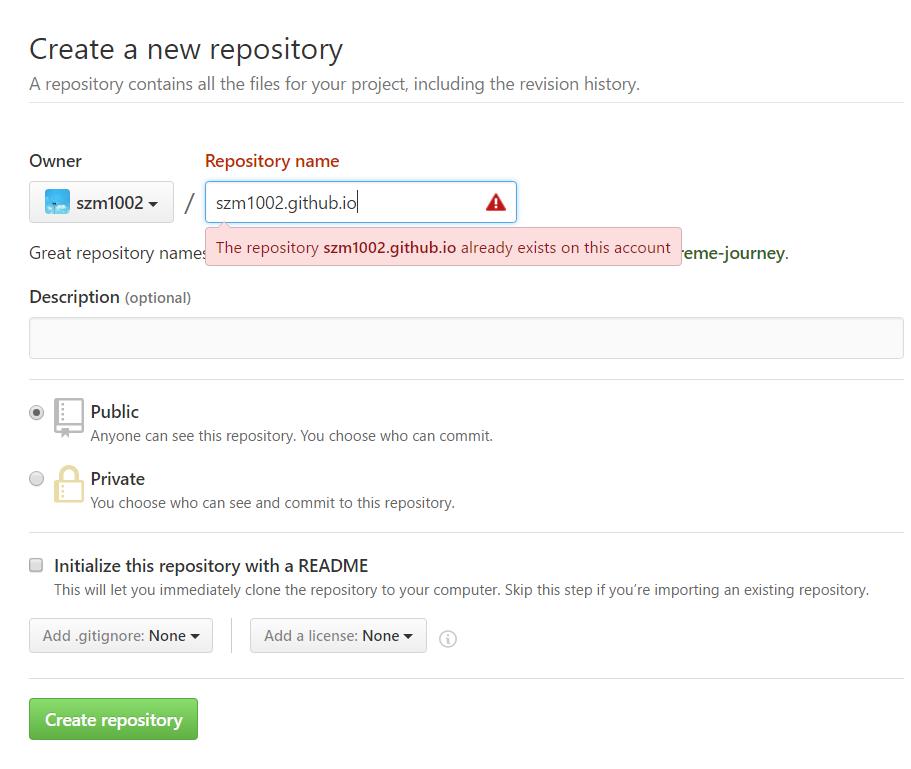 Create a new repository
A repository contains all the files for your project, including the revision history.
Owner
Repository name
szm1002
/
szm1002.github.io
The repository szm1002.github.io already exists on this account
Great repository names eme-journey.
Description (optional)
Public
Anyone can see this repository. You choose who can commit.
Private
You choose who can see and commit to this repository.
Initialize this repository with a README
This will let you immediately clone the repository to your computer. Skip this step if you’re importing an existing repository.
Add .gitignore: None
Add a license: None
Create repository